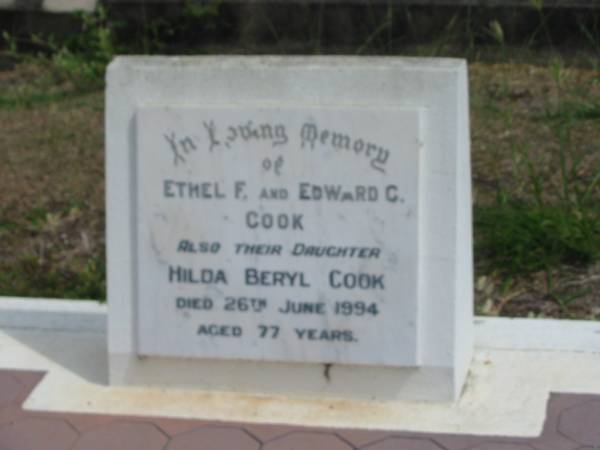 In Loving Memory
of
ETHEL F. AND EDWARD C.
COOK
ALSO THEIR DAUGHTER
HILDA BERYL COOK
DIED 26TH JUNE 1994
AGED 77 YEARS.